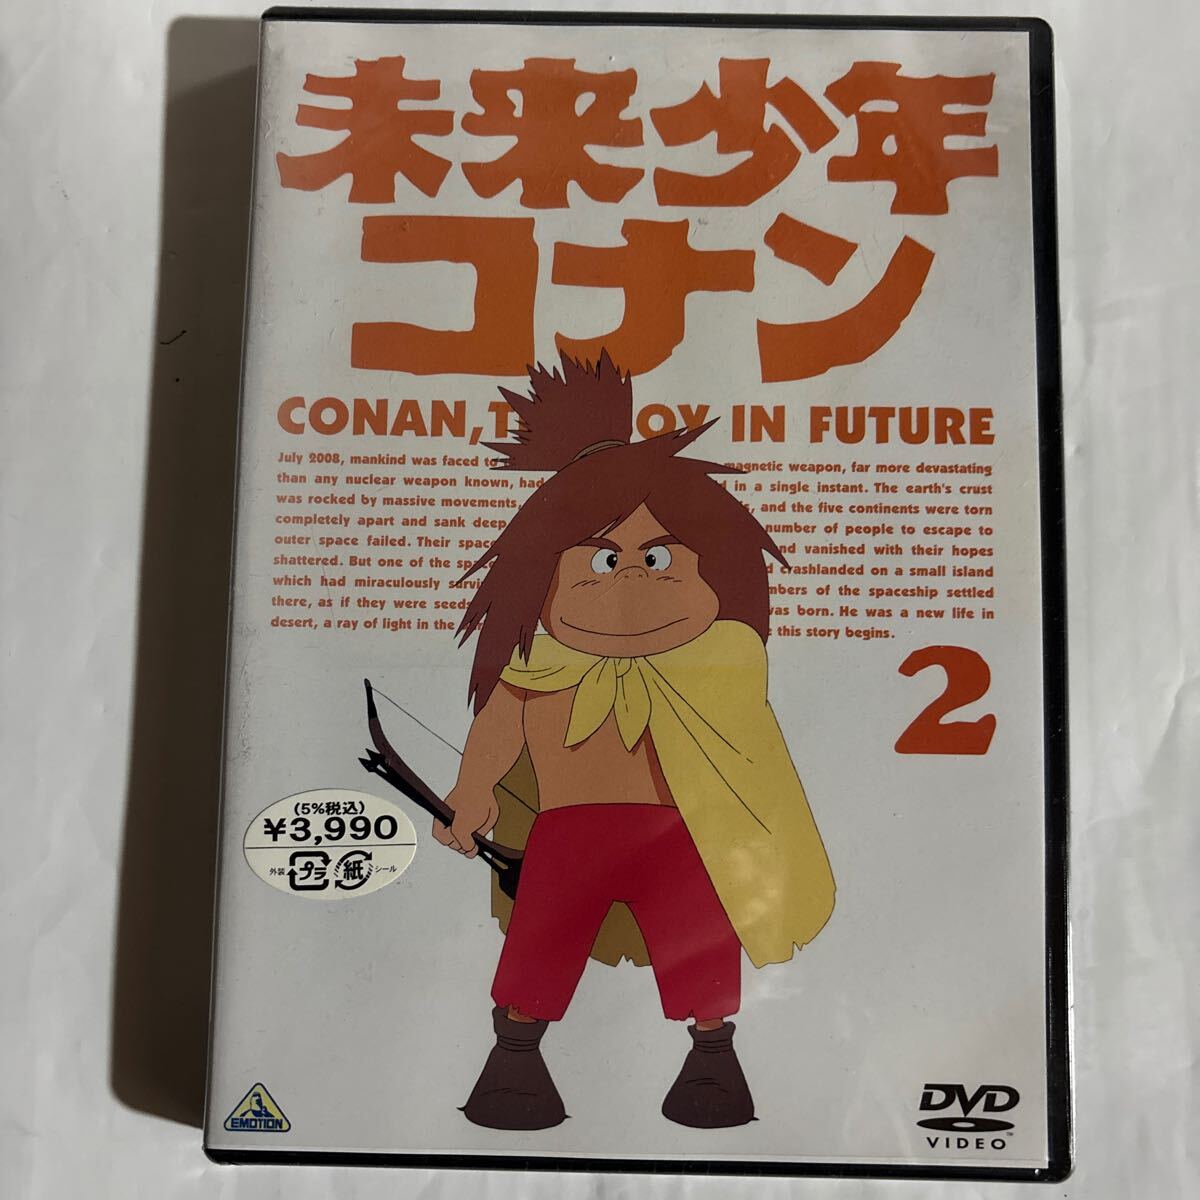 未来少年
コナン
CONAN, T OY IN FUTURE
July 2008, mankind was faced to magnetic weapon, far more devastating
than any nuclear weapon known, had in a single instant. The earth's crust
was rocked by massive movements, and the five continents were torn
completely apart and sank deep number of people to escape to
outer space failed. Their spac nd vanished with their hopes
shattered. But one of the spac d crashlanded on a small island
which had miraculously survi mbers of the spaceship settled
there, as if they were seeds was born. He was a new life in
desert, a ray of light in the this story begins.
2
(5%税込)
¥3,990
外装 プラ 紙 シール
EMOTION
DVD
VIDEO
TM